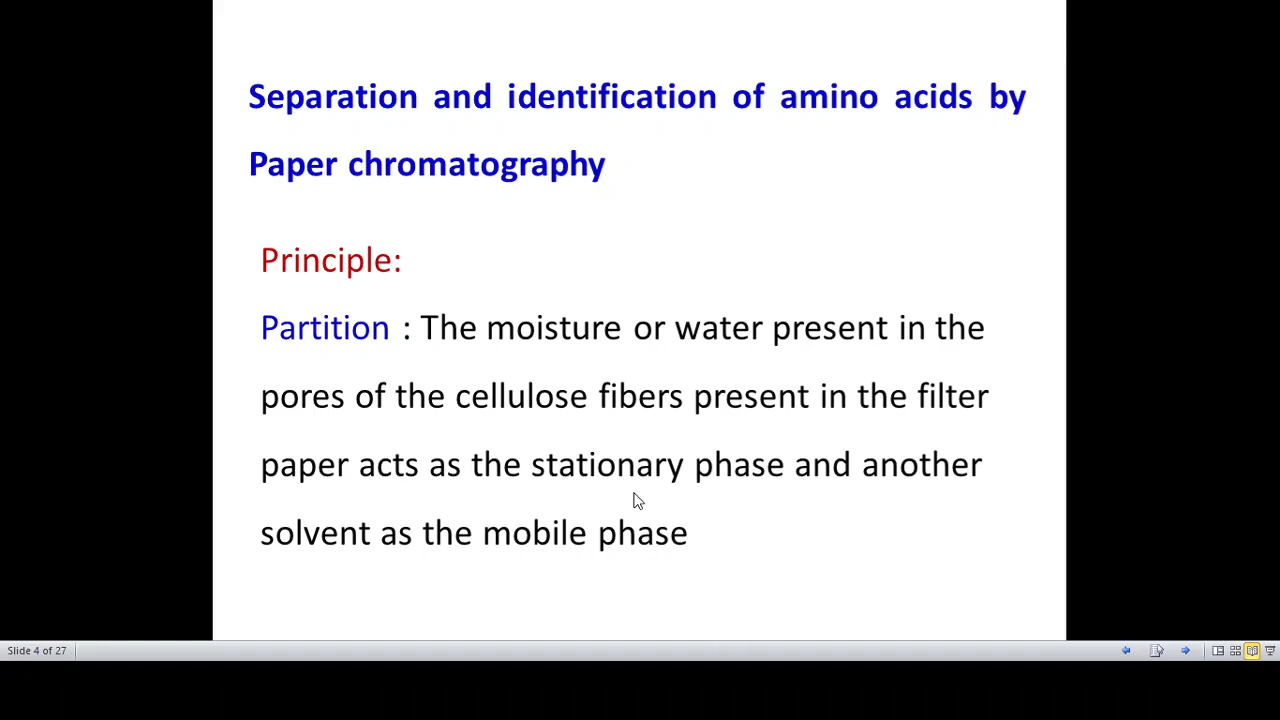 Separation and identification of amino acids by
Paper chromatography
Principle:
Partition : The moisture or water present in the
pores of the cellulose fibers present in the filter
paper acts as the stationary phase and another
solvent as the mobile phase
Slide 4 of 27